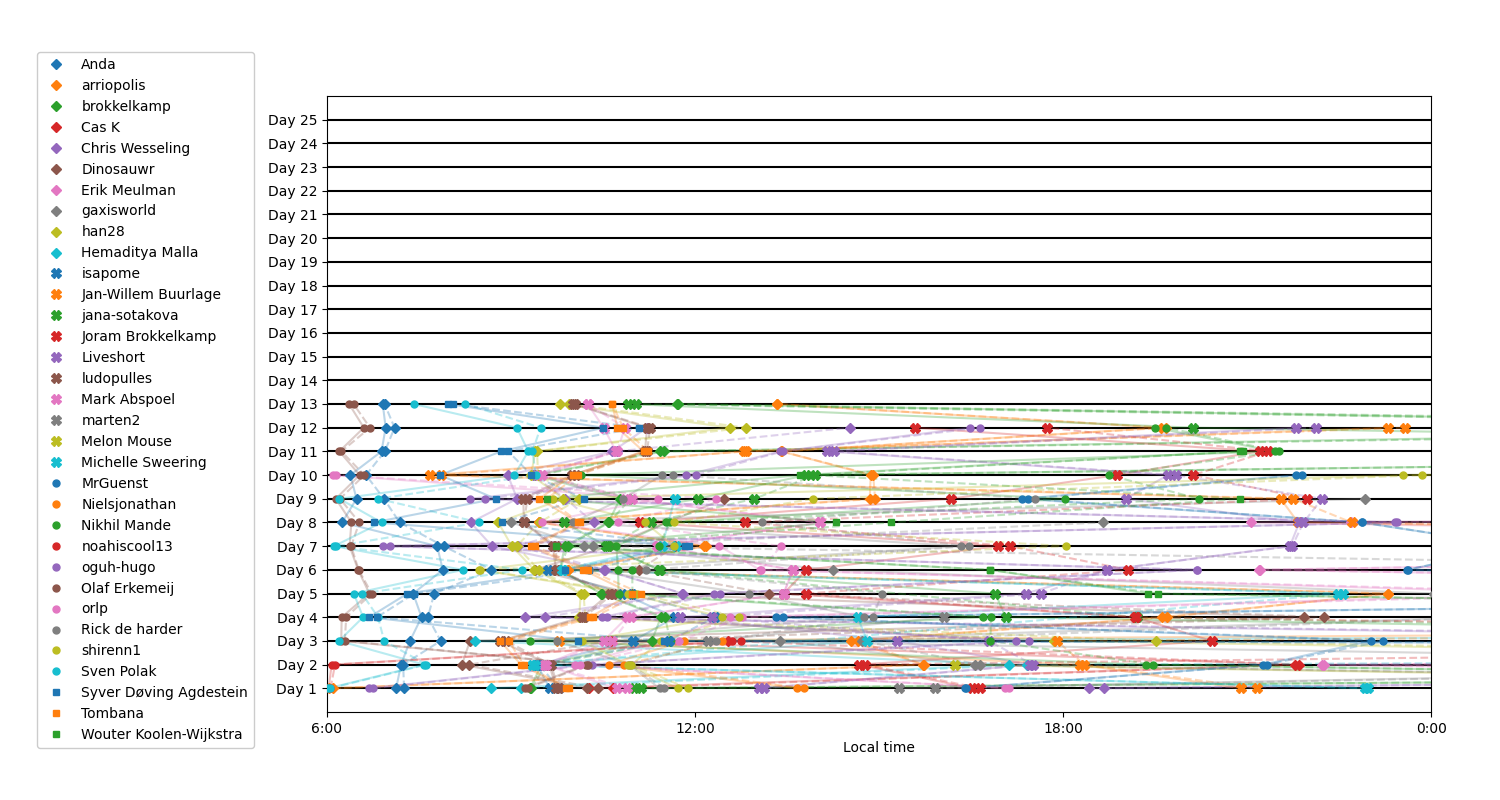 Anda
arriopolis
brokkelkamp
Cas K
Chris Wesseling
Dinosauwr
Erik Meulman
gaxisworld
han28
Hemaditya Malla
isapome
Jan-Willem Buurlage
jana-sotakova
Joram Brokkelkamp
Liveshort
ludopulles
Mark Abspoel
marten2
Melon Mouse
Michelle Sweering
MrGuenst
Nielsjonathan
Nikhil Mande
noahiscool13
oguh-hugo
Olaf Erkemeij
orlp
Rick de harder
shirenn1
Sven Polak
Syver Døving Agdestein
Tombana
Wouter Koolen-Wijkstra
Day 25
Day 24
Day 23
Day 22
Day 21
Day 20
Day 19
Day 18
Day 17
Day 16
Day 15
Day 14
Day 13
Day 12
Day 11
Day 10
Day 9
Day 8
Day 7
Day 6
Day 5
Day 4
Day 3
Day 2
Day 1
6:00 12:00 18:00 0:00
Local time